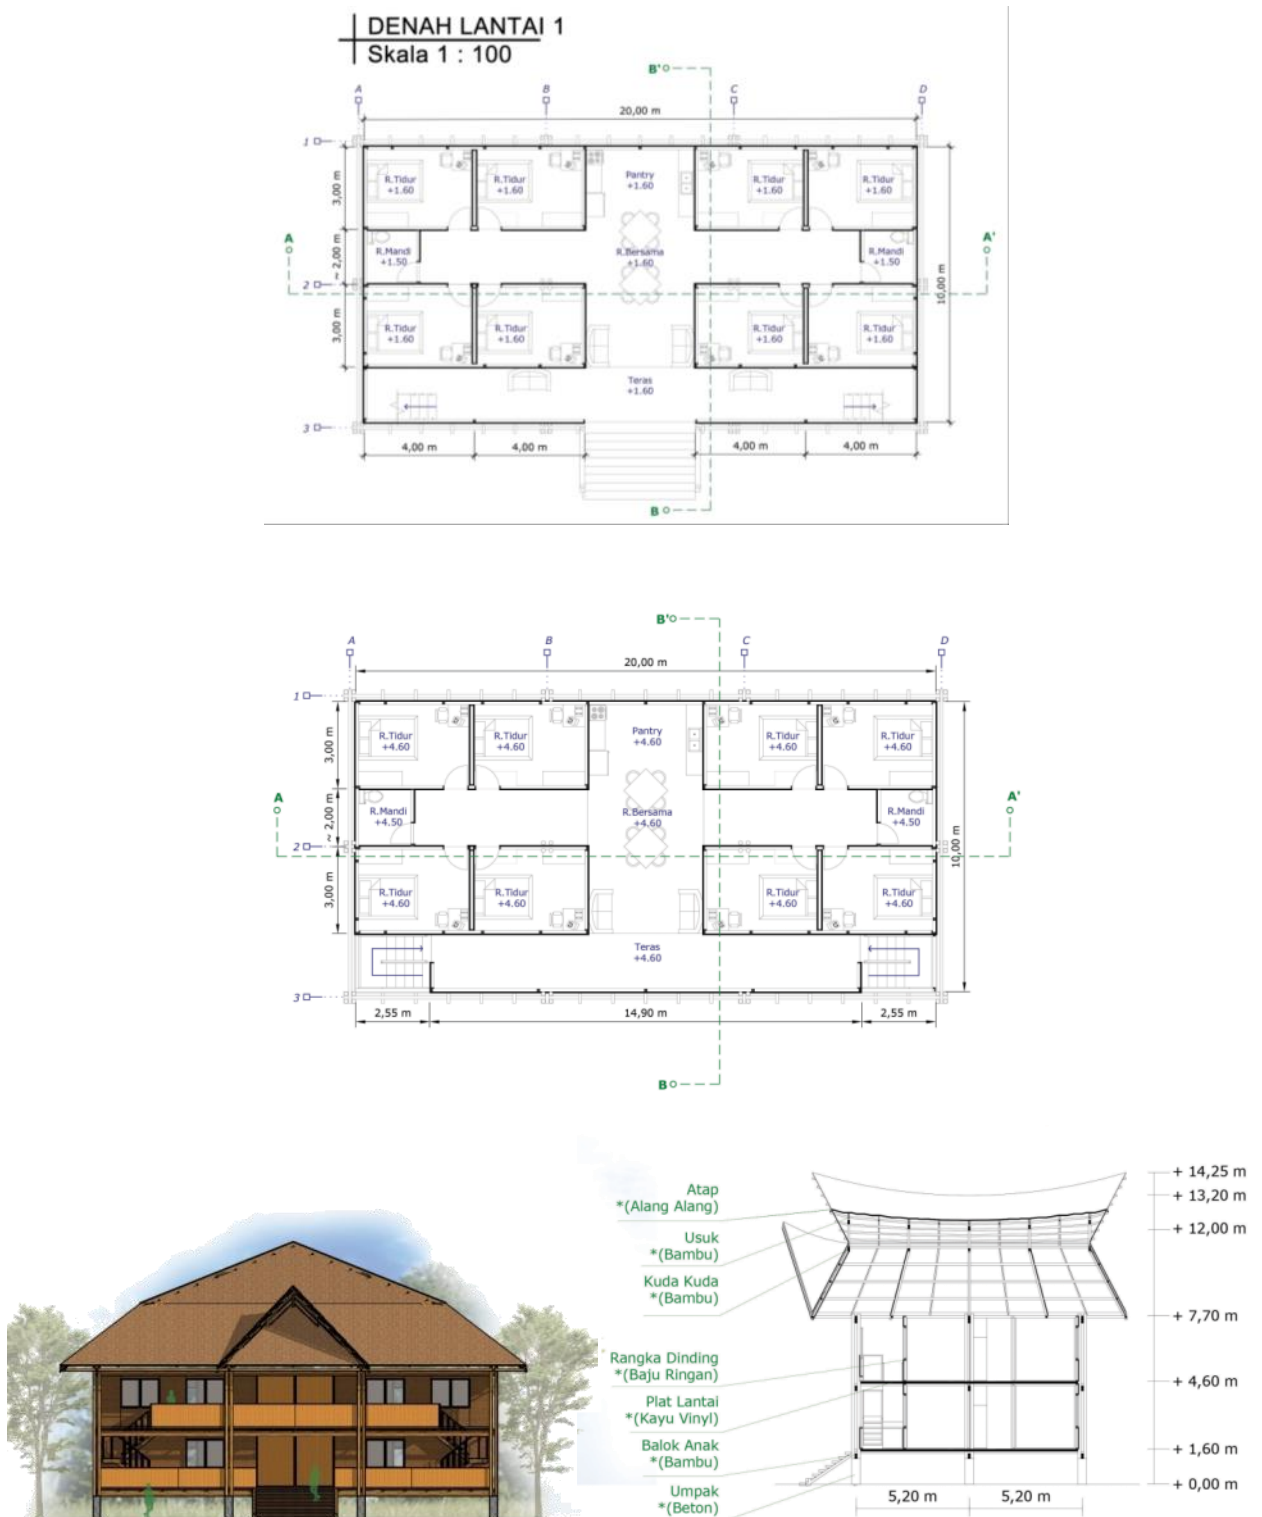 DENAH LANTAI 1
Skala 1 : 100
B'
A
B
C
D
20,00 m
1
R.Tidur
+1.60
R.Tidur
+1.60
Pantry
+1.60
R.Tidur
+1.60
R.Tidur
+1.60
3,00 m
A
A'
R.Mandi
+1.50
R.Bersama
+1.60
R.Mandi
+1.50
~ 2,00 m
10,00 m
2
R.Tidur
+1.60
R.Tidur
+1.60
R.Tidur
+1.60
R.Tidur
+1.60
3,00 m
Teras
+1.60
3
4,00 m
4,00 m
4,00 m
4,00 m
B
B'
A
B
C
D
20,00 m
1
R.Tidur
+4.60
R.Tidur
+4.60
Pantry
+4.60
R.Tidur
+4.60
R.Tidur
+4.60
3,00 m
A
A'
R.Mandi
+4.50
R.Bersama
+4.60
R.Mandi
+4.50
~ 2,00 m
10,00 m
2
R.Tidur
+4.60
R.Tidur
+4.60
R.Tidur
+4.60
R.Tidur
+4.60
3,00 m
Teras
+4.60
3
2,55 m
14,90 m
2,55 m
B
Atap
*(Alang Alang)
Usuk
*(Bambu)
Kuda Kuda
*(Bambu)
Rangka Dinding
*(Baju Ringan)
Plat Lantai
*(Kayu Vinyl)
Balok Anak
*(Bambu)
Umpak
*(Beton)
+ 14,25 m
+ 13,20 m
+ 12,00 m
+ 7,70 m
+ 4,60 m
+ 1,60 m
+ 0,00 m
5,20 m
5,20 m